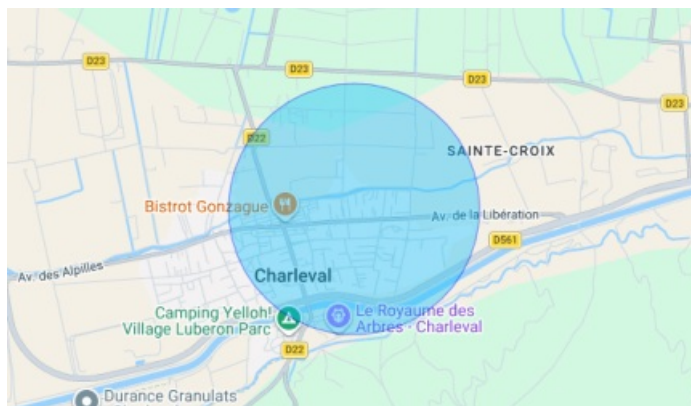 D23
D23
D23
D23
D22
SAINTE-CROIX
Bistrot Gonzague
Av. de la Libération
D561
Av. des Alpilles
Charleval
Camping Yelloh!
Village Luberon Parc
Le Royaume des
Arbres · Charleval
D22
Durance Granulats